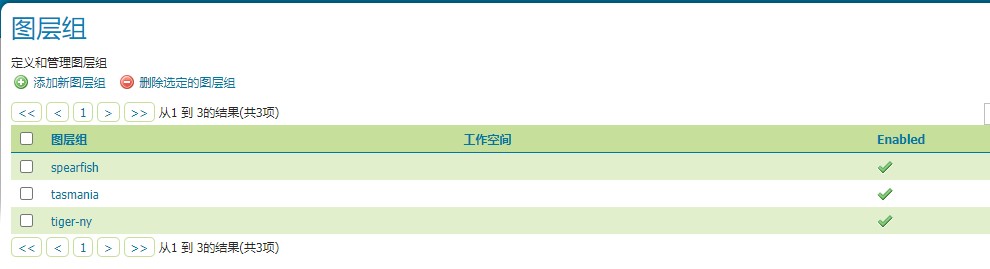 图层组
定义和管理图层组
添加新图层组 删除选定的图层组
<< < 1 > >> 从1 到 3的结果(共3项)
图层组 工作空间 Enabled
spearfish
tasmania
tiger-ny
<< < 1 > >> 从1 到 3的结果(共3项)